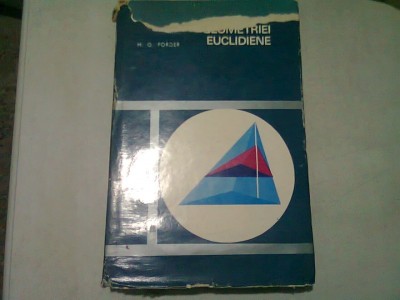 GEOMETRIEI
EUCLIDIENE
H. G. FORDER